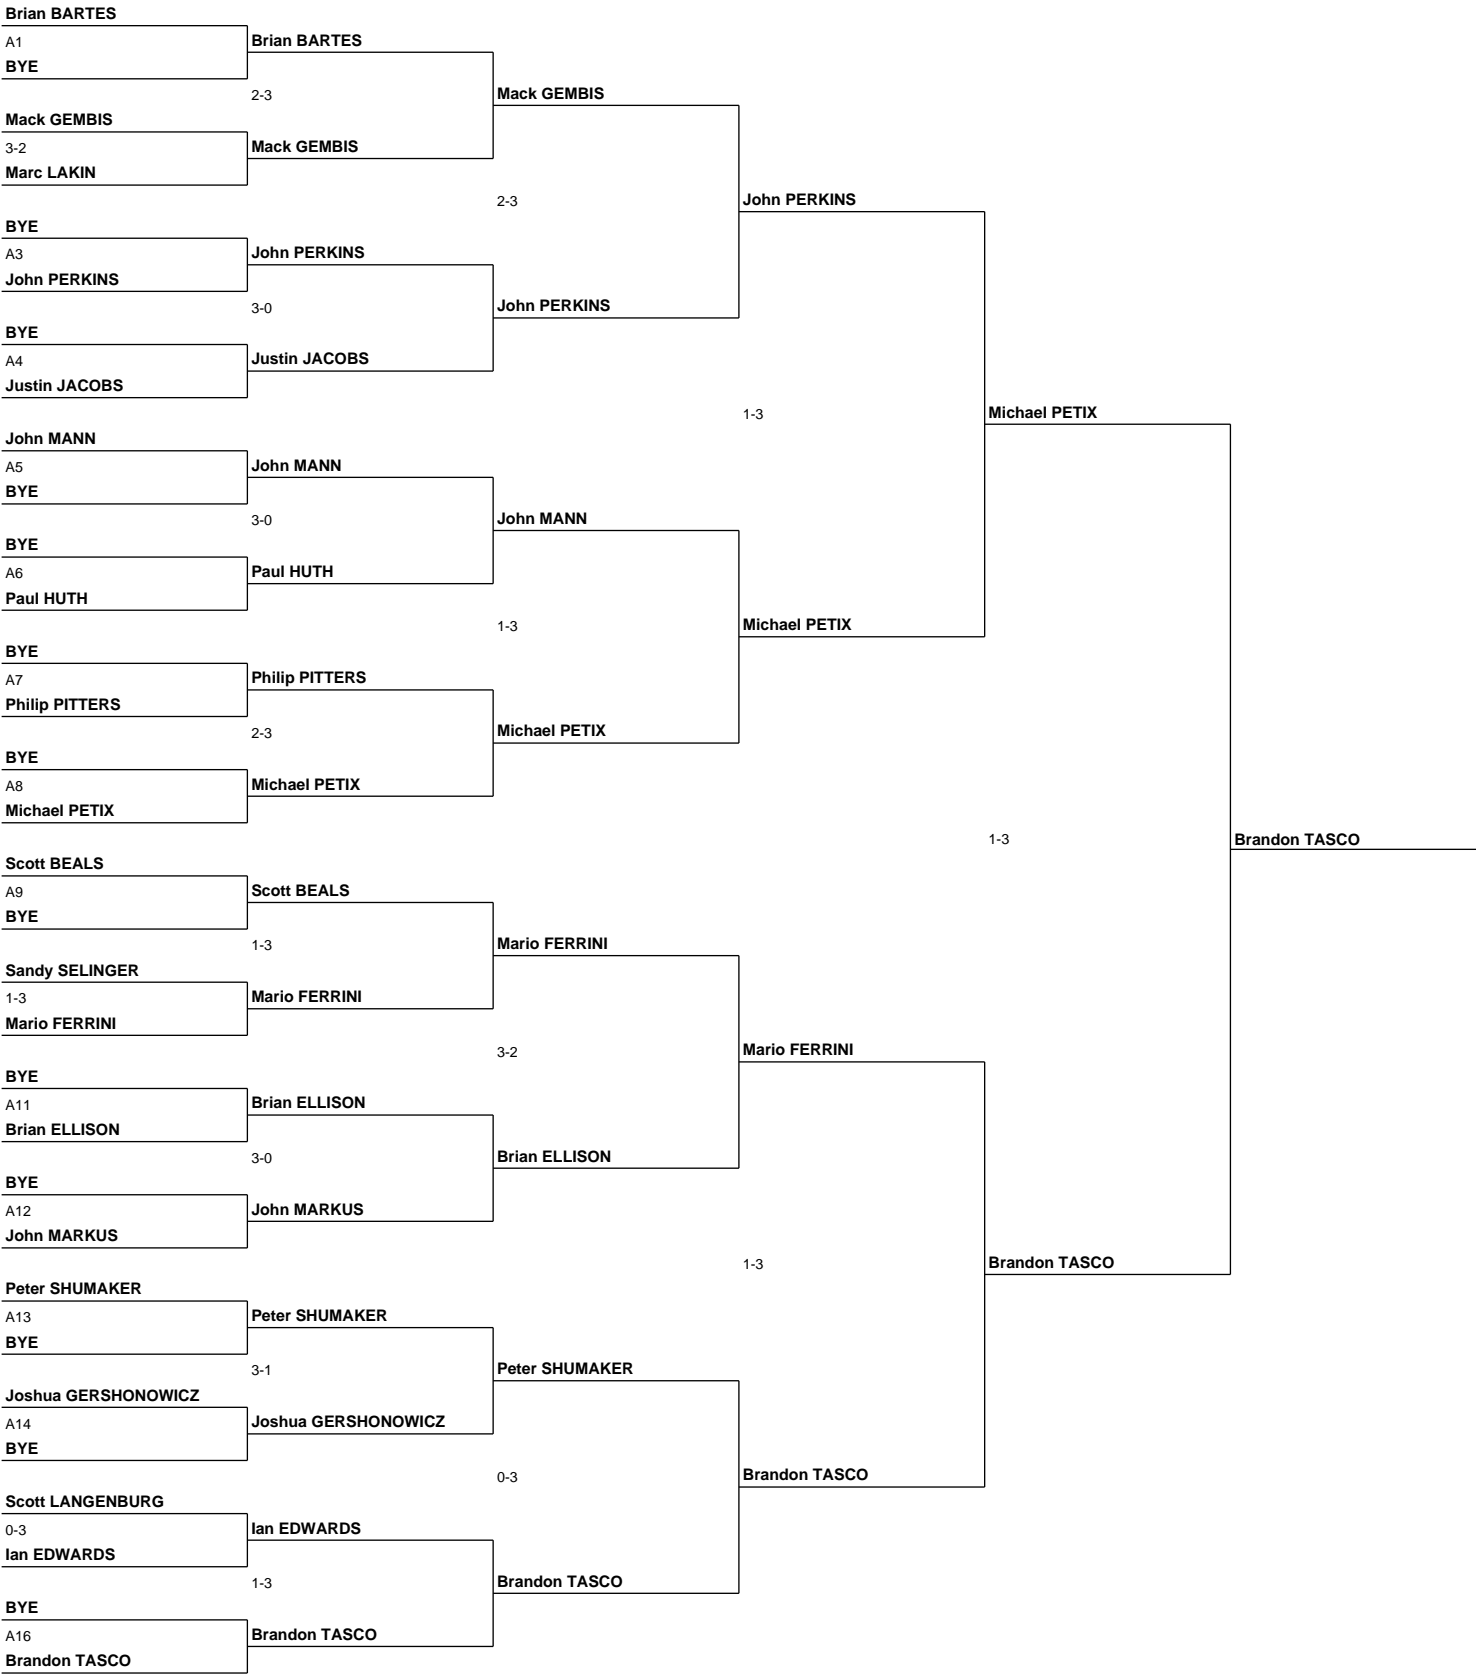 Brian BARTES
A1
BYE
Brian BARTES
2-3
Mack GEMBIS
3-2
Marc LAKIN
Mack GEMBIS
Mack GEMBIS
2-3
BYE
A3
John PERKINS
John PERKINS
3-0
BYE
A4
Justin JACOBS
Justin JACOBS
John PERKINS
John PERKINS
1-3
John MANN
A5
BYE
John MANN
3-0
BYE
A6
Paul HUTH
Paul HUTH
John MANN
1-3
BYE
A7
Philip PITTERS
Philip PITTERS
2-3
BYE
A8
Michael PETIX
Michael PETIX
Michael PETIX
Michael PETIX
Michael PETIX
1-3
Brandon TASCO
Scott BEALS
A9
BYE
Scott BEALS
1-3
Sandy SELINGER
1-3
Mario FERRINI
Mario FERRINI
Mario FERRINI
3-2
BYE
A11
Brian ELLISON
Brian ELLISON
3-0
BYE
A12
John MARKUS
John MARKUS
Brian ELLISON
Mario FERRINI
1-3
Peter SHUMAKER
A13
BYE
Peter SHUMAKER
3-1
Joshua GERSHONOWICZ
A14
BYE
Joshua GERSHONOWICZ
Peter SHUMAKER
0-3
Scott LANGENBURG
0-3
Ian EDWARDS
Ian EDWARDS
1-3
BYE
A16
Brandon TASCO
Brandon TASCO
Brandon TASCO
Brandon TASCO
Brandon TASCO